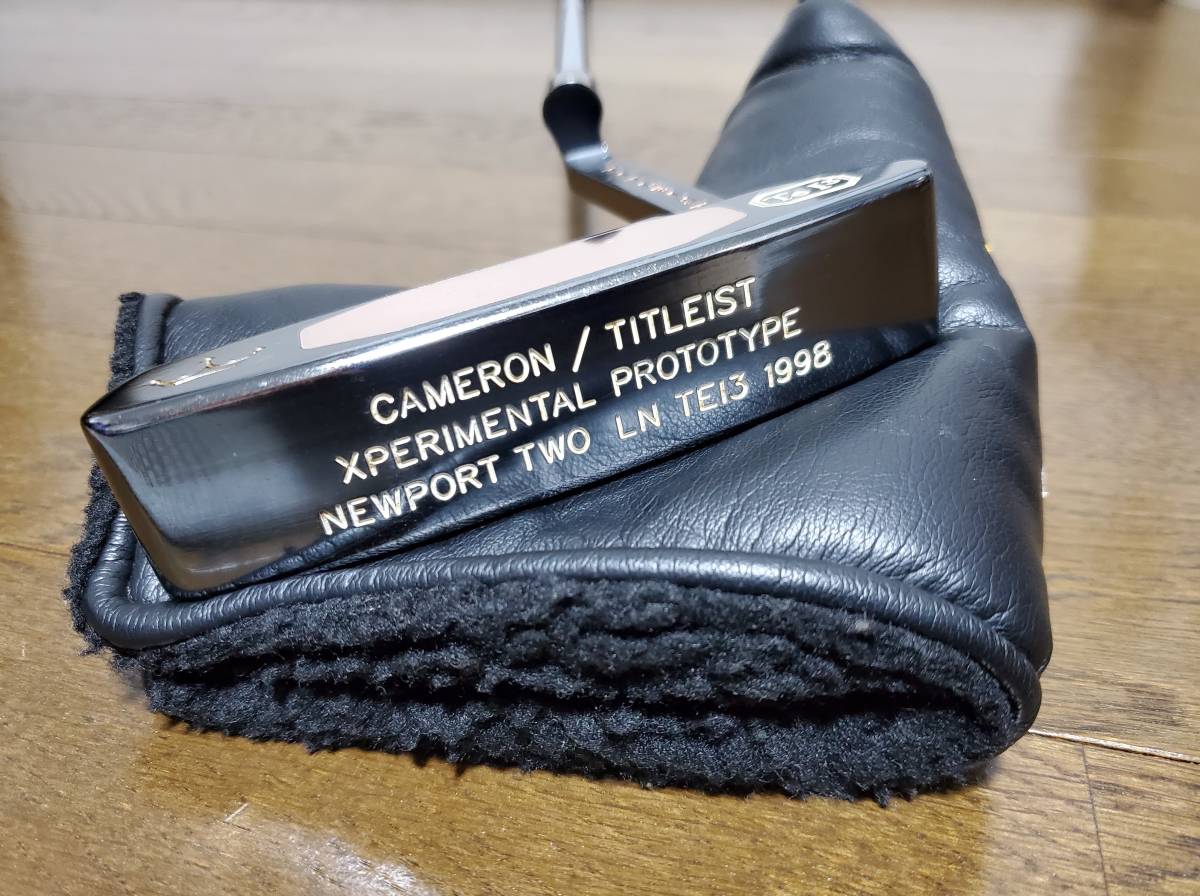 CAMERON / TITLEIST
XPERIMENTAL PROTOTYPE
NEWPORT TWO LN TEI3 1998